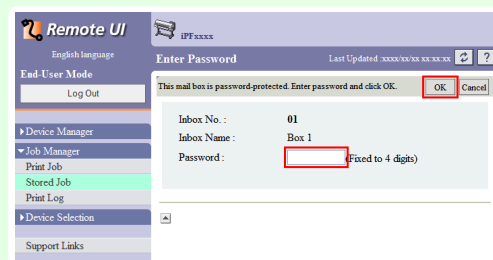 Remote UI
iPFxxxx
English language
End-User Mode
Log Out
Enter Password
Last Updated :xxxx/xx/xx xx:xx:xx
?
This mail box is password-protected. Enter password and click OK.
OK
Cancel
Inbox No. : 01
Inbox Name : Box 1
Password : (Fixed to 4 digits)
Device Manager
Job Manager
Print Job
Stored Job
Print Log
Device Selection
Support Links